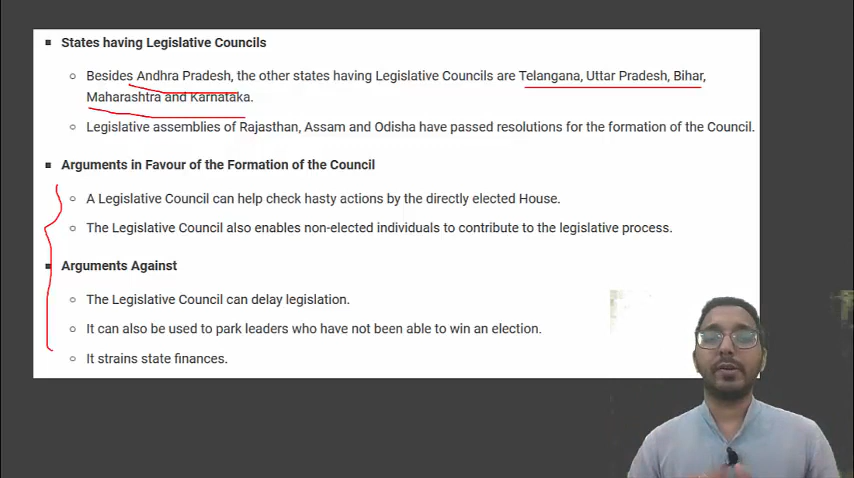 States having Legislative Councils
Besides Andhra Pradesh, the other states having Legislative Councils are Telangana, Uttar Pradesh, Bihar,
Maharashtra and Karnataka.
Legislative assemblies of Rajasthan, Assam and Odisha have passed resolutions for the formation of the Council.
Arguments in Favour of the Formation of the Council
A Legislative Council can help check hasty actions by the directly elected House.
The Legislative Council also enables non-elected individuals to contribute to the legislative process.
Arguments Against
The Legislative Council can delay legislation.
It can also be used to park leaders who have not been able to win an election.
It strains state finances.